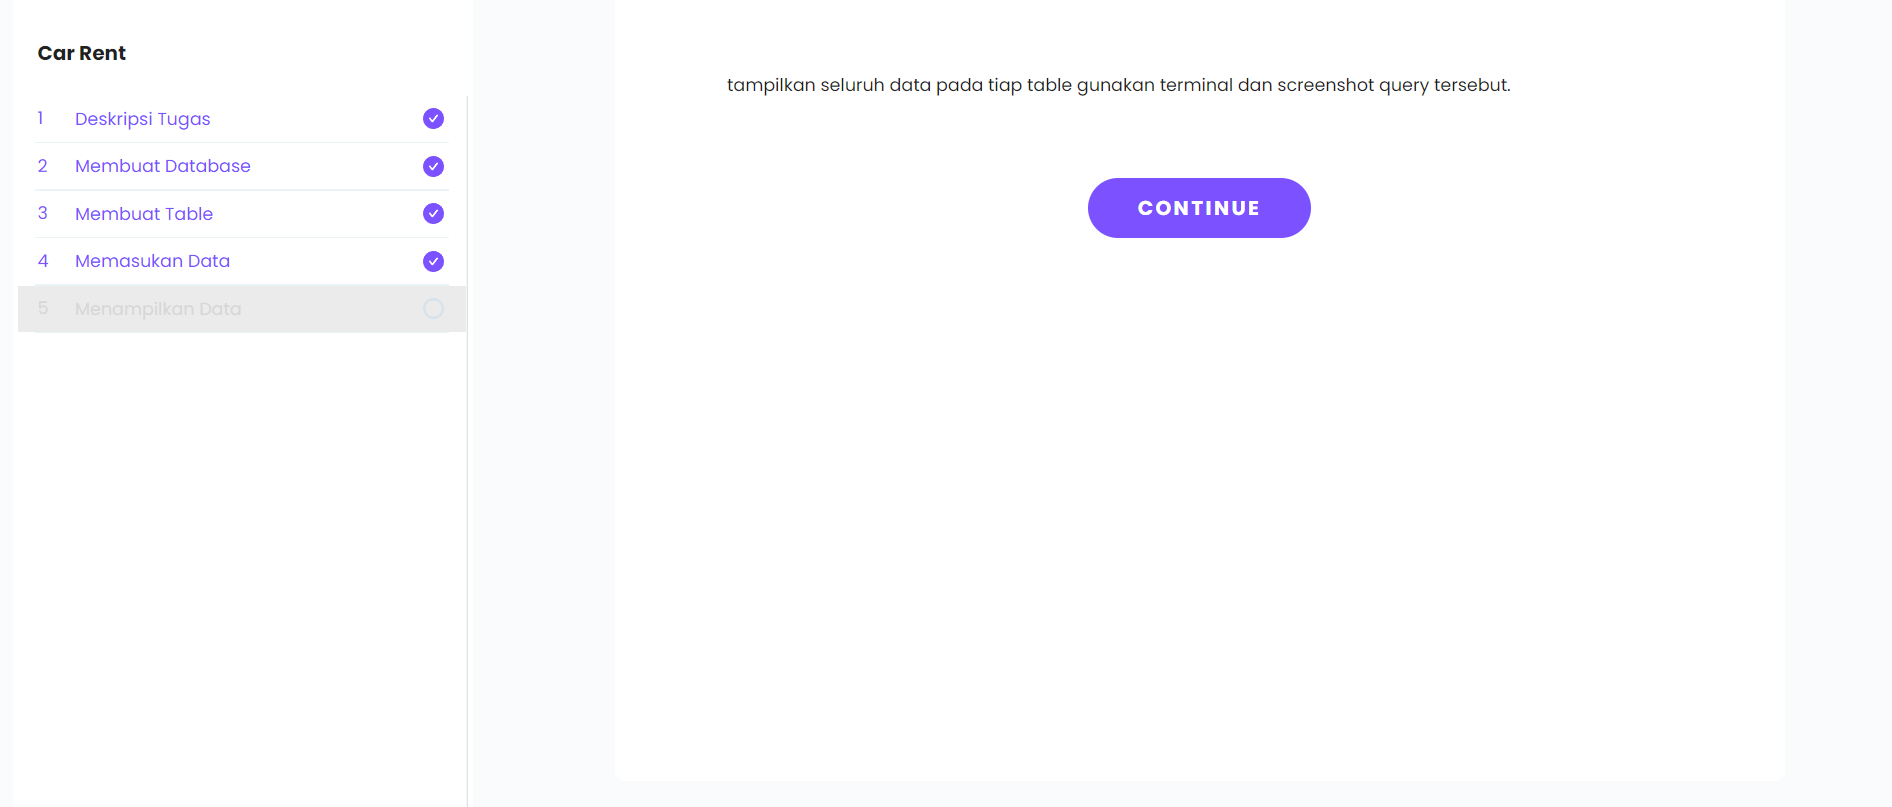 Car Rent
1 Deskripsi Tugas
2 Membuat Database
3 Membuat Table
4 Memasukan Data
5 Menampilkan Data
tampilkan seluruh data pada tiap table gunakan terminal dan screenshot query tersebut.
CONTINUE